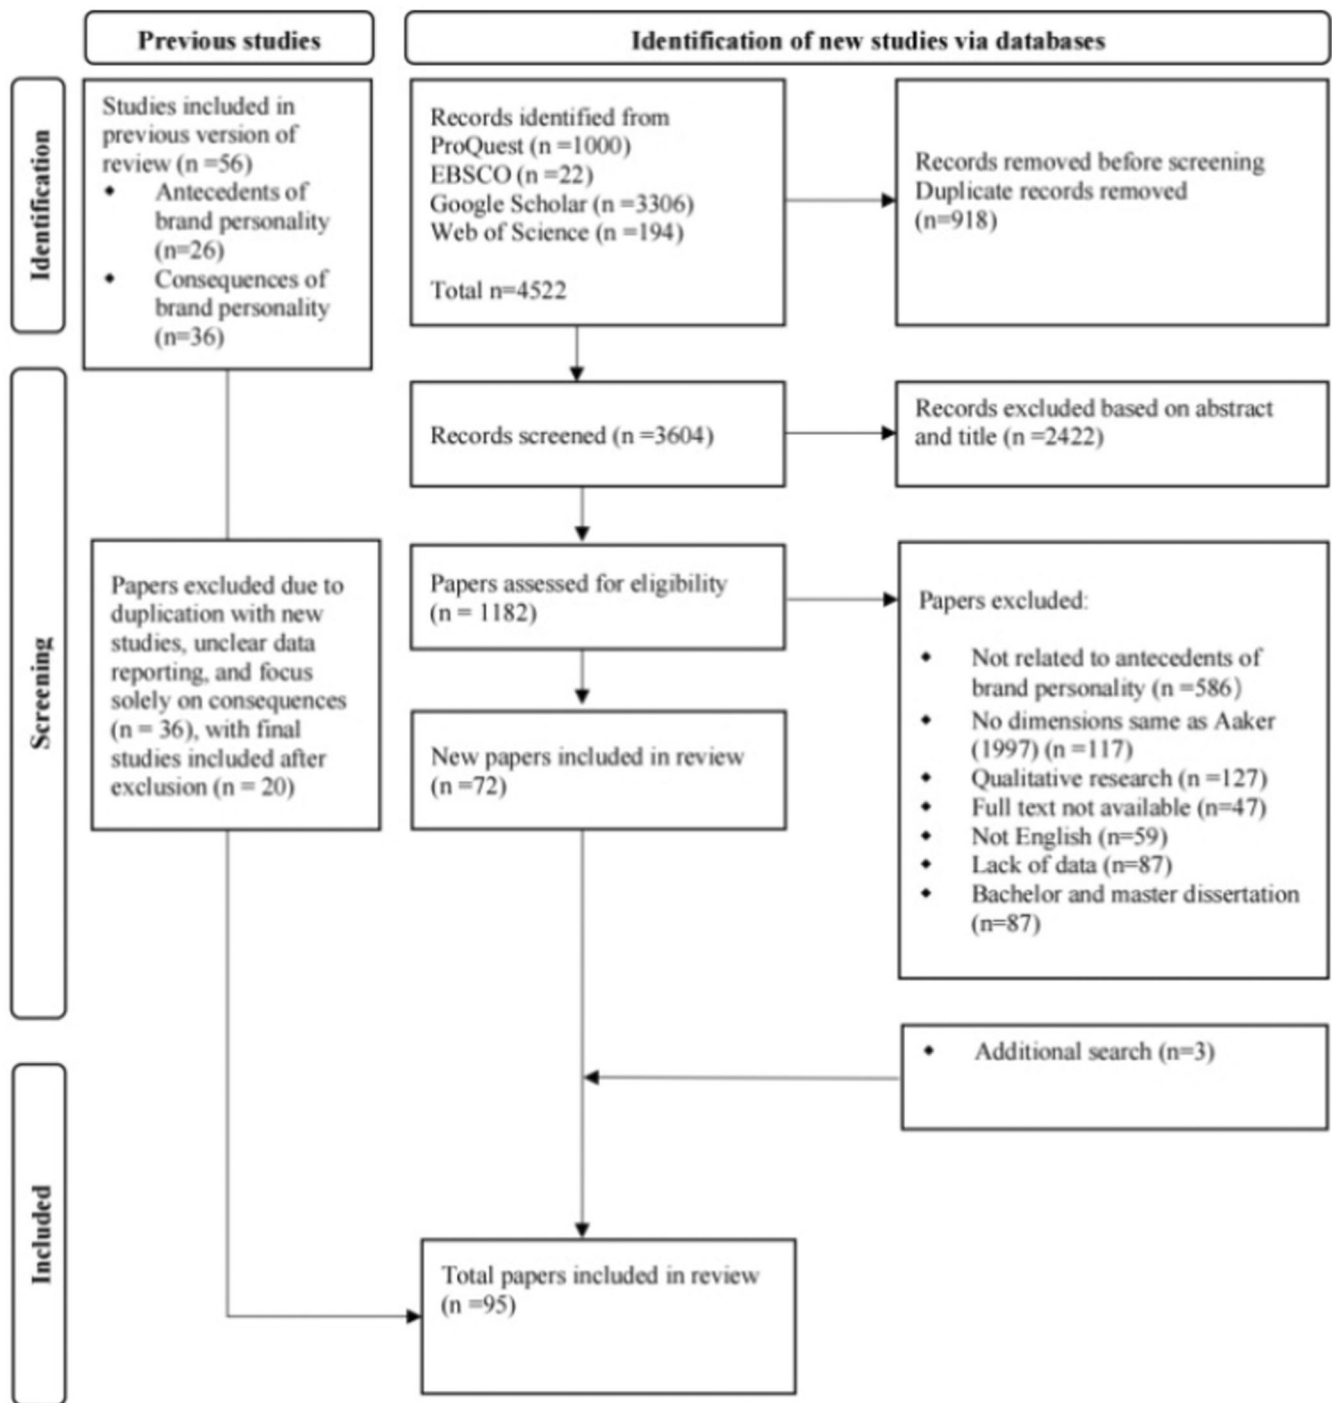 Previous studies
Identification of new studies via databases
Identification
Studies included in
previous version of
review (n =56)
• Antecedents of
brand personality
(n=26)
• Consequences of
brand personality
(n=36)
Records identified from
ProQuest (n =1000)
EBSCO (n =22)
Google Scholar (n =3306)
Web of Science (n =194)
Total n=4522
Records removed before screening
Duplicate records removed
(n=918)
Screening
Records screened (n =3604)
Records excluded based on abstract
and title (n =2422)
Papers excluded due to
duplication with new
studies, unclear data
reporting, and focus
solely on consequences
(n = 36), with final
studies included after
exclusion (n = 20)
Papers assessed for eligibility
(n = 1182)
Papers excluded:
• Not related to antecedents of
brand personality (n =586)
• No dimensions same as Aaker
(1997) (n =117)
• Qualitative research (n =127)
• Full text not available (n=47)
• Not English (n=59)
• Lack of data (n=87)
• Bachelor and master dissertation
(n=87)
New papers included in review
(n =72)
• Additional search (n=3)
Included
Total papers included in review
(n =95)